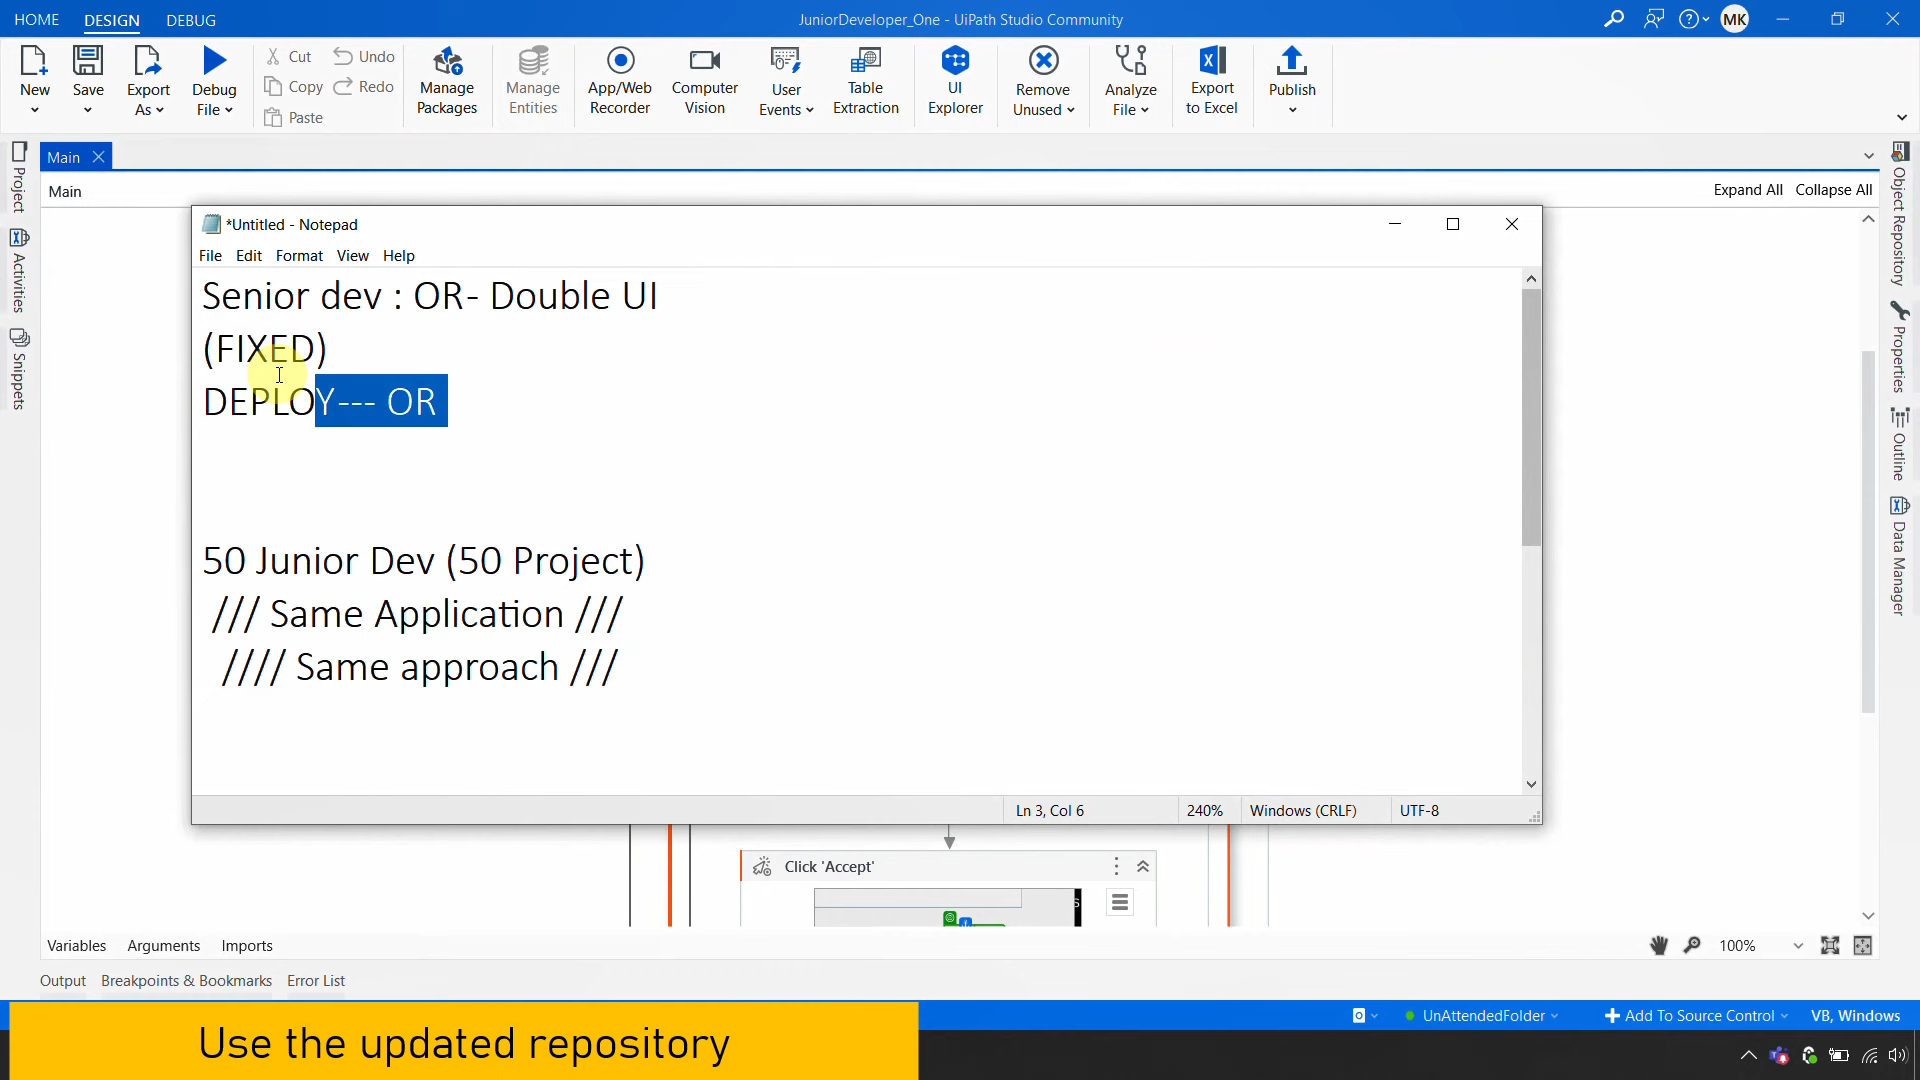 HOME DESIGN DEBUG JuniorDeveloper_One - UiPath Studio Community MK
New Save Export As Debug File Cut Copy Paste Undo Redo Manage Packages Manage Entities App/Web Recorder Computer Vision User Events Table Extraction UI Explorer Remove Unused Analyze File Export to Excel Publish
Main
Main Expand All Collapse All
Project
Activities
Snippets
*Untitled - Notepad
File Edit Format View Help
Senior dev : OR- Double UI
(FIXED)
DEPLOY--- OR
50 Junior Dev (50 Project)
/// Same Application ///
//// Same approach ///
Ln 3, Col 6 240% Windows (CRLF) UTF-8
Object Repository
Properties
Outline
Data Manager
Click 'Accept'
Variables Arguments Imports 100%
Output Breakpoints & Bookmarks Error List
UnAttendedFolder Add To Source Control VB, Windows
Use the updated repository